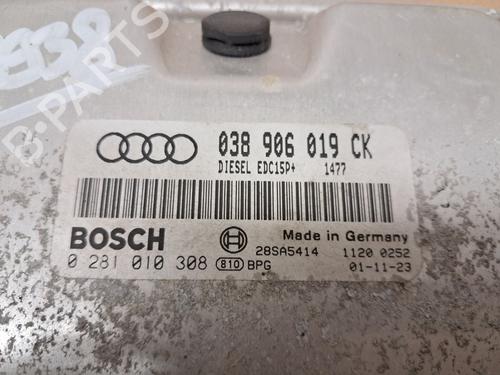 B-PARTS
038 906 019 CK
DIESEL EDC15P+ 1477
BOSCH
Made in Germany
28SA5414 1120 0252
0 281 010 308 810 BPG 01-11-23